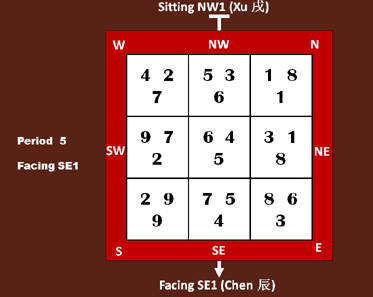 Sitting NW1 (Xu 戌)
W NW N
4 2 5 3 1 8
7 6 1
Period 5
9 7 6 4 3 1
SW 2 5 8 NE
Facing SE1
2 9 7 5 8 6
9 4 3
S SE E
Facing SE1 (Chen 辰)